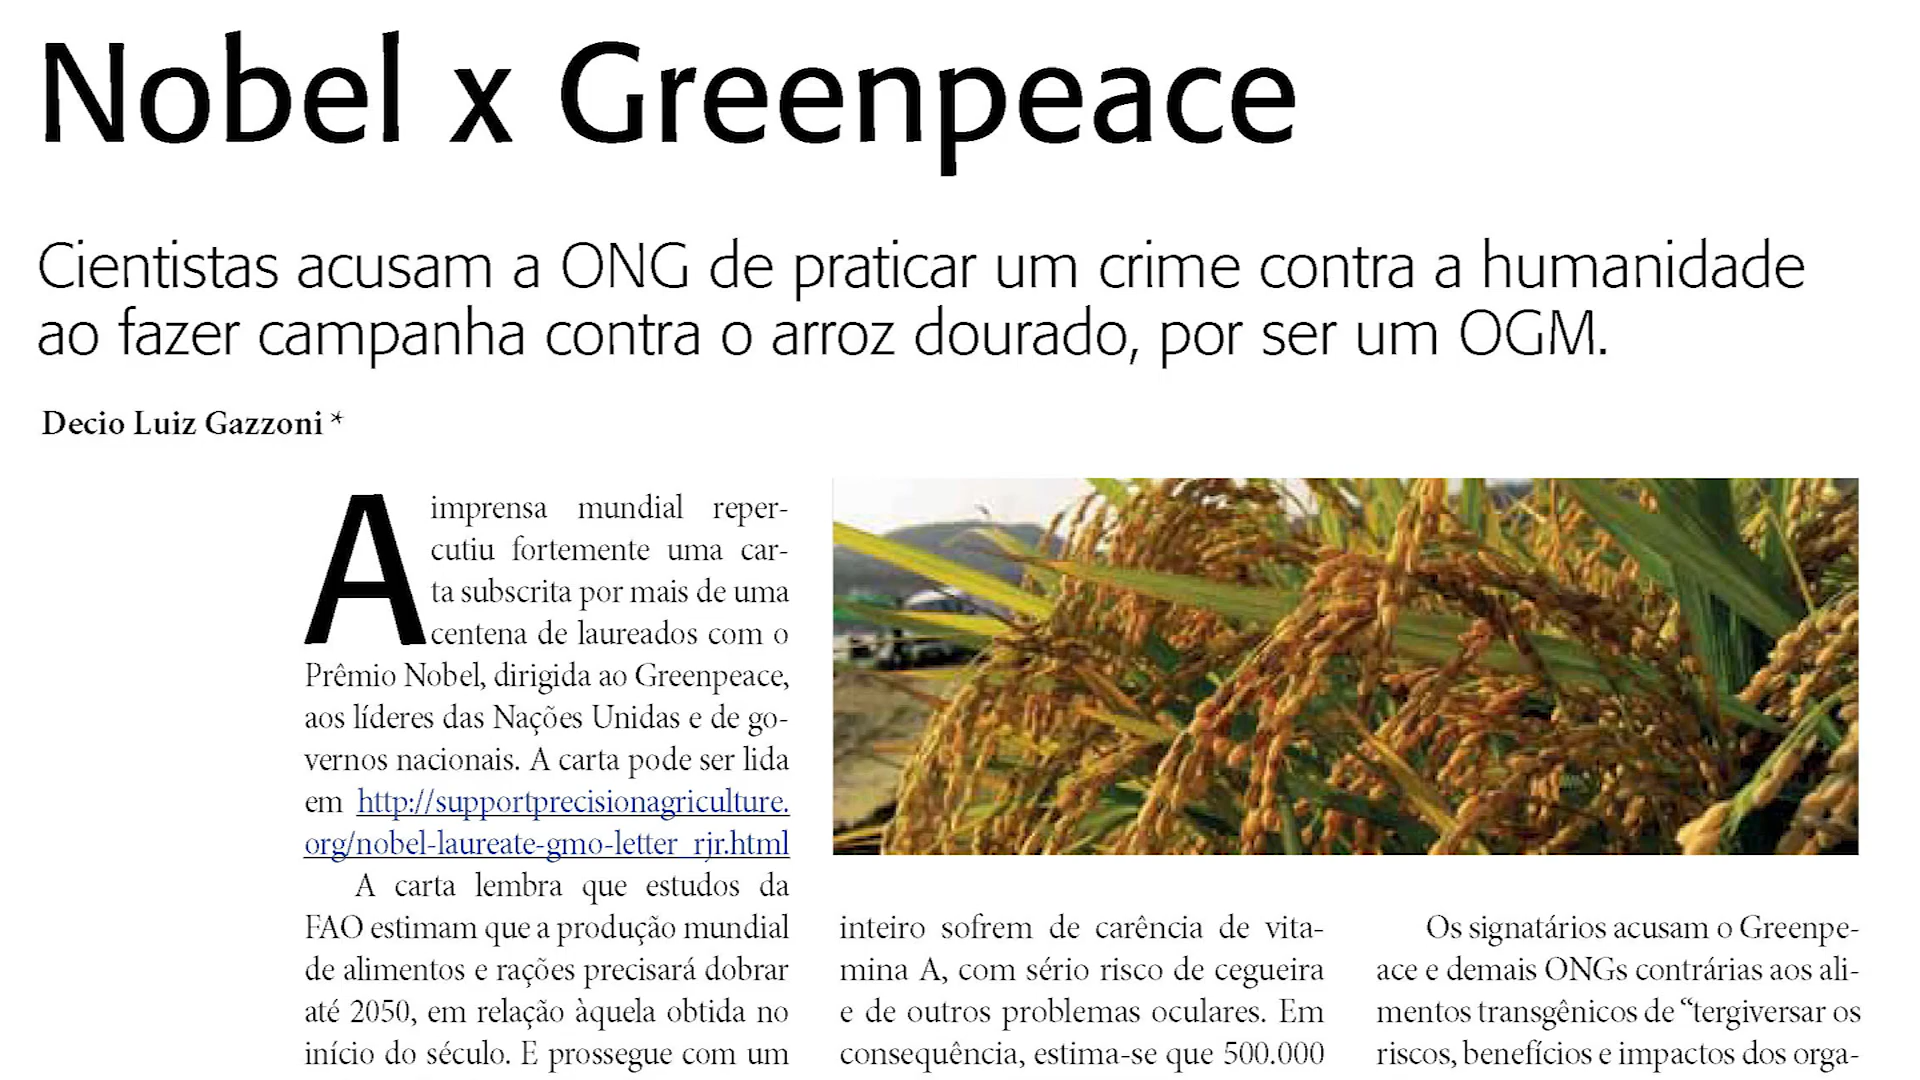 Nobel x Greenpeace
Cientistas acusam a ONG de praticar um crime contra a humanidade
ao fazer campanha contra o arroz dourado, por ser um OGM.
Decio Luiz Gazzoni *
A imprensa mundial reper-
cutiu fortemente uma car-
ta subscrita por mais de uma
centena de laureados com o
Prêmio Nobel, dirigida ao Greenpeace,
aos líderes das Nações Unidas e de go-
vernos nacionais. A carta pode ser lida
em http://supportprecisionagriculture.
org/nobel-laureate-gmo-letter_rjr.html
A carta lembra que estudos da
FAO estimam que a produção mundial
de alimentos e rações precisará dobrar
até 2050, em relação àquela obtida no
início do século. E prossegue com um
inteiro sofrem de carência de vita-
mina A, com sério risco de cegueira
e de outros problemas oculares. Em
consequência, estima-se que 500.000
Os signatários acusam o Greenpe-
ace e demais ONGs contrárias aos ali-
mentos transgênicos de “tergiversar os
riscos, benefícios e impactos dos orga-